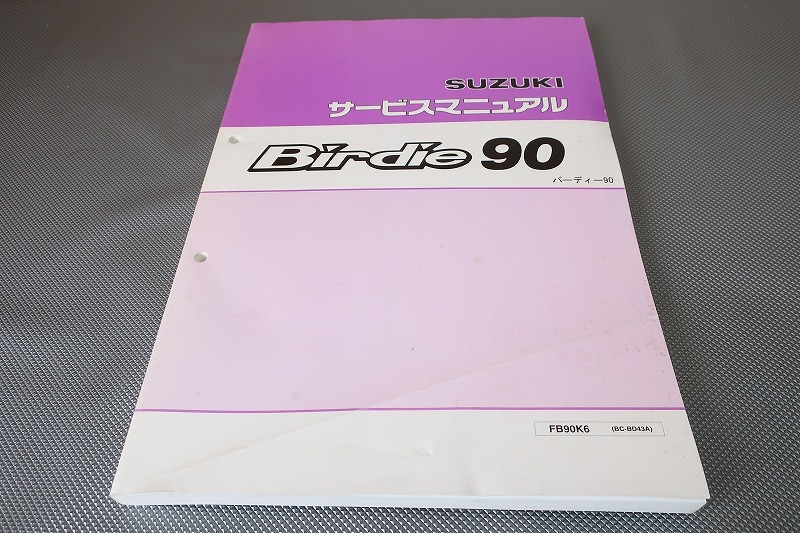 SUZUKI
サービスマニュアル
Birdie 90
バーディー90
FB90K6 (BC-BD43A)